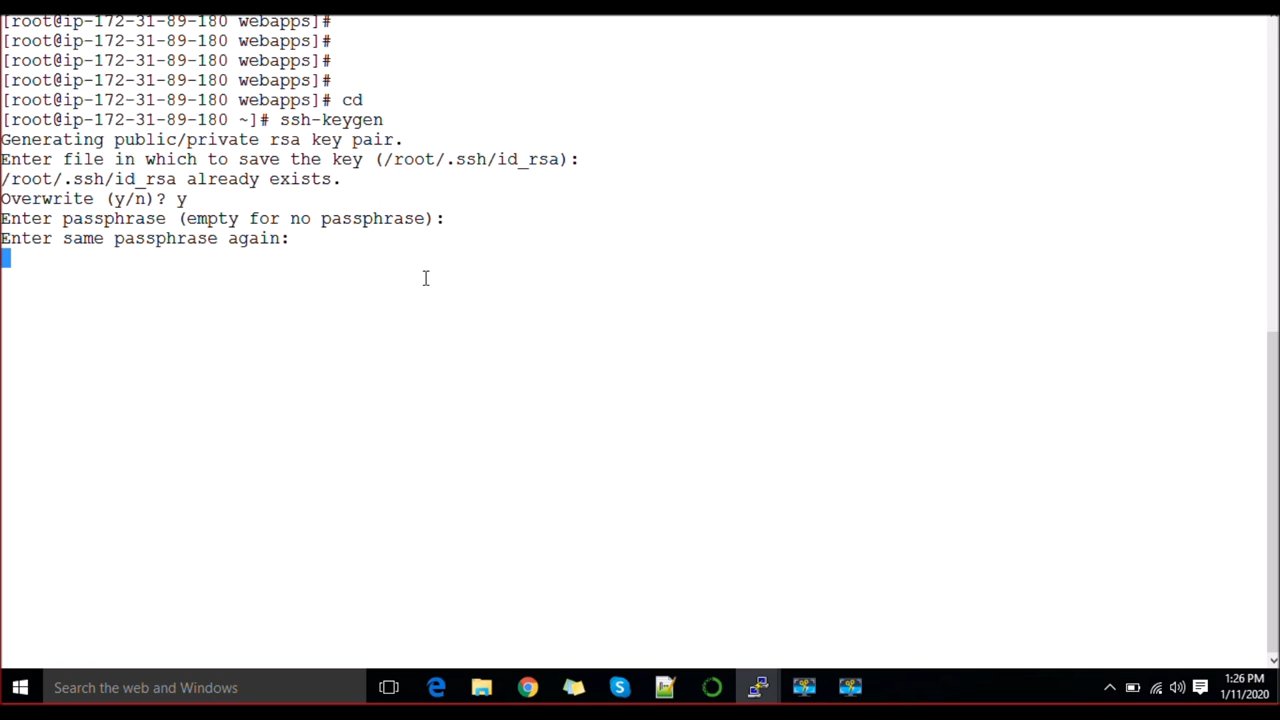 [root@ip-172-31-89-180 webapps]#
[root@ip-172-31-89-180 webapps]#
[root@ip-172-31-89-180 webapps]#
[root@ip-172-31-89-180 webapps]#
[root@ip-172-31-89-180 webapps]# cd
[root@ip-172-31-89-180 ~]# ssh-keygen
Generating public/private rsa key pair.
Enter file in which to save the key (/root/.ssh/id_rsa):
/root/.ssh/id_rsa already exists.
Overwrite (y/n)? y
Enter passphrase (empty for no passphrase):
Enter same passphrase again:
Search the web and Windows
1:26 PM
1/11/2020